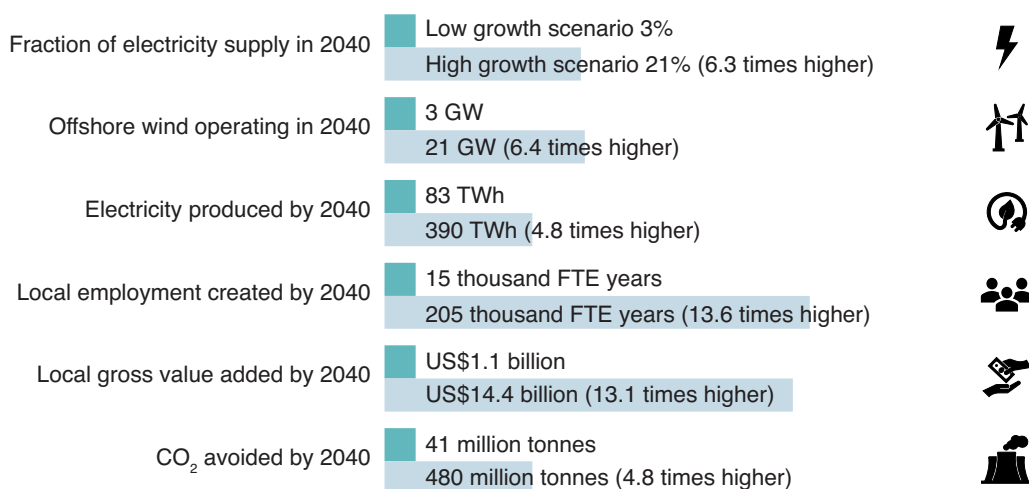 Fraction of electricity supply in 2040
Low growth scenario 3%
High growth scenario 21% (6.3 times higher)
Offshore wind operating in 2040
3 GW
21 GW (6.4 times higher)
Electricity produced by 2040
83 TWh
390 TWh (4.8 times higher)
Local employment created by 2040
15 thousand FTE years
205 thousand FTE years (13.6 times higher)
Local gross value added by 2040
US$1.1 billion
US$14.4 billion (13.1 times higher)
CO₂ avoided by 2040
41 million tonnes
480 million tonnes (4.8 times higher)